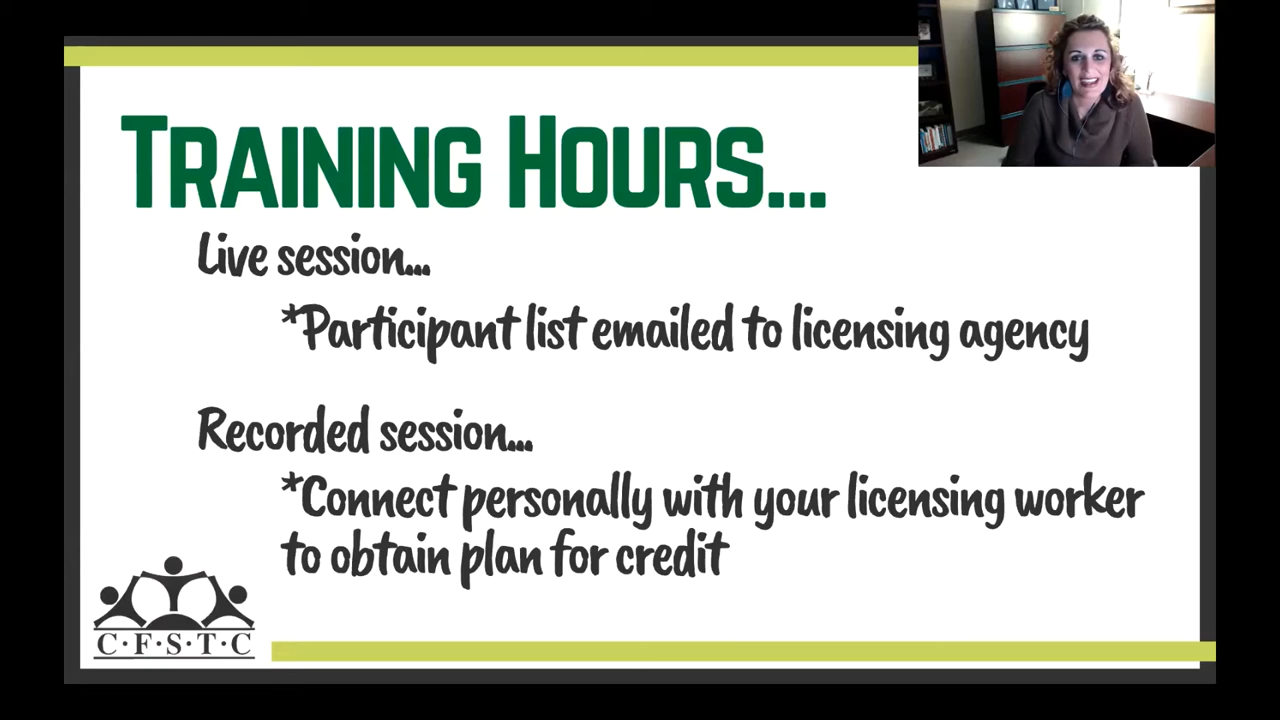 Training Hours...
Live session...
*Participant list emailed to licensing agency
Recorded session...
*Connect personally with your licensing worker
to obtain plan for credit
C·F·S·T·C